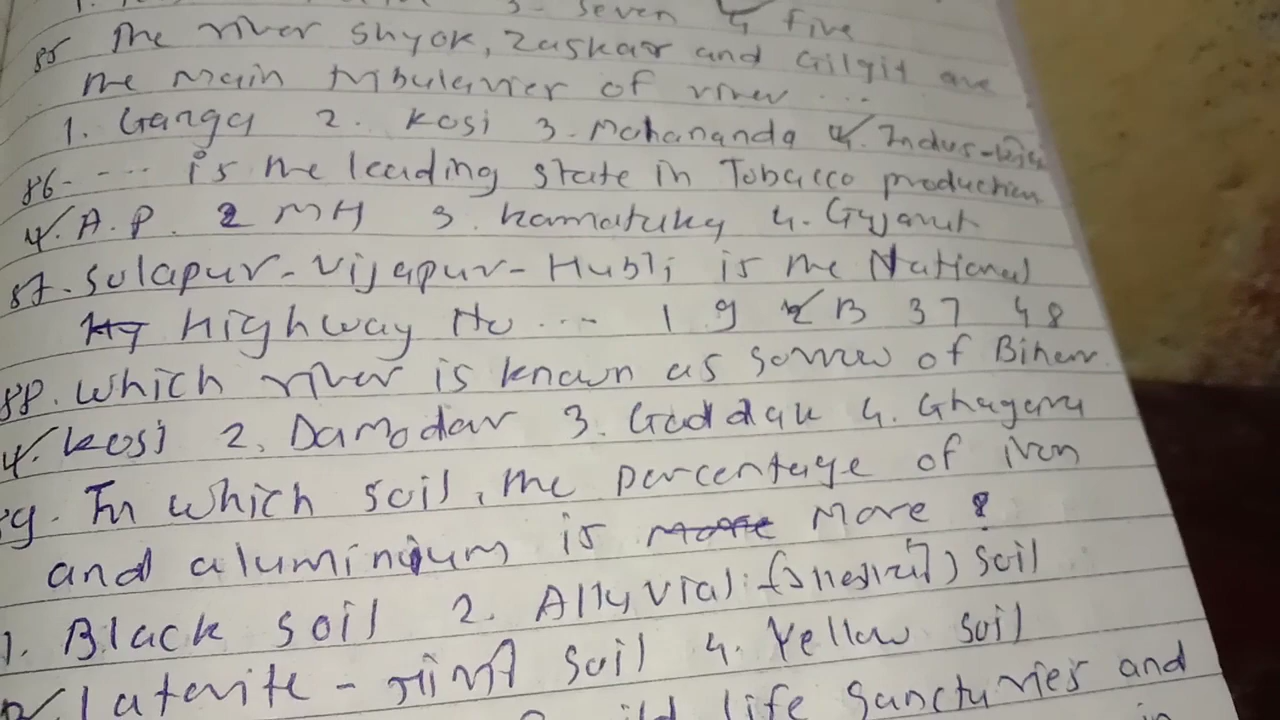 3. Seven 4 five
85 The river Shyok, Zaskar and Gilgit are
the main tributaries of river ...
1. Ganga 2. Kosi 3. Mahananda 4. Indus-
86- .... is the leading state in Tobacco production
1. A.P. 2 MH 3. Karnataka 4. Gujarat
87. Solapur-Vijapur-Hubli is the National
Highway No .... 1 9 2 13 3 7 4 8
88. Which river is known as sorrow of Bihar.
1. Kosi 2. Damodar 3. Gaddak 4. Ghagara
89. In which soil, the percentage of iron
and aluminium is more ?
1. Black soil 2. Alluvial soil
3 laterite - soil 4. Yellow soil
life Sanctuaries and